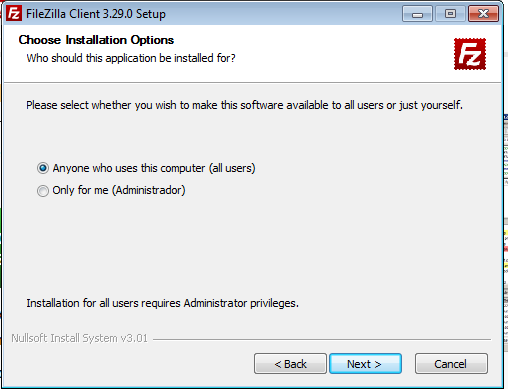 FileZilla Client 3.29.0 Setup
Choose Installation Options
Who should this application be installed for?
Fz
Please select whether you wish to make this software available to all users or just yourself.
Anyone who uses this computer (all users)
Only for me (Administrador)
Installation for all users requires Administrator privileges.
Nullsoft Install System v3.01
< Back
Next >
Cancel